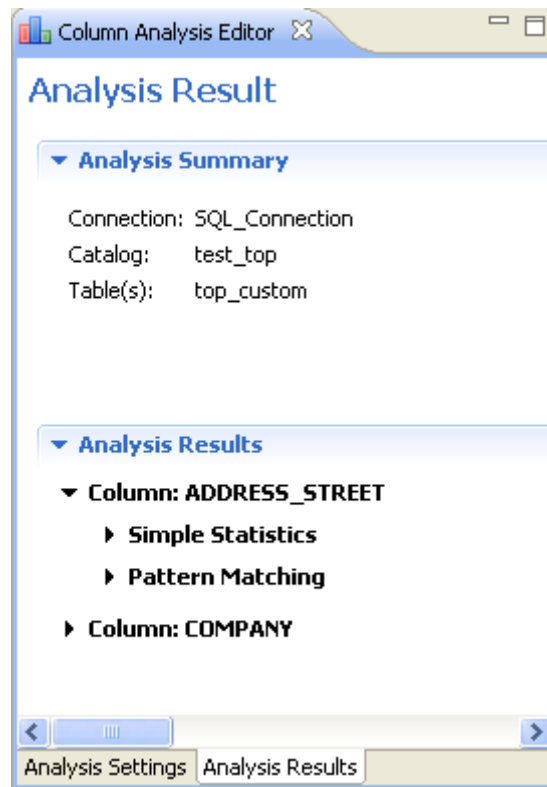 Column Analysis Editor
Analysis Result
Analysis Summary
Connection: SQL_Connection
Catalog: test_top
Table(s): top_custom
Analysis Results
Column: ADDRESS_STREET
Simple Statistics
Pattern Matching
Column: COMPANY
Analysis Settings Analysis Results